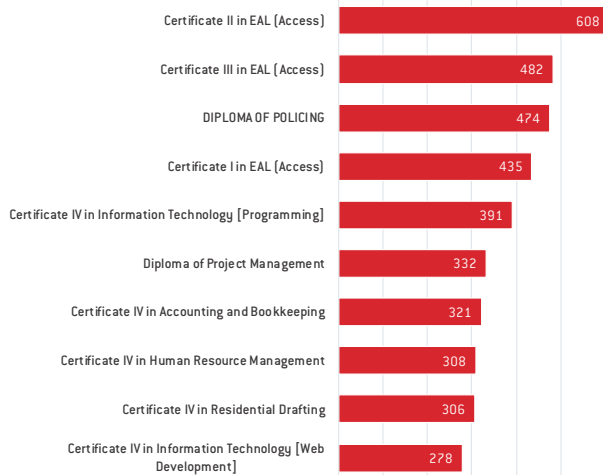 Certificate II in EAL (Access) 608
Certificate III in EAL (Access) 482
DIPLOMA OF POLICING 474
Certificate I in EAL (Access) 435
Certificate IV in Information Technology [Programming] 391
Diploma of Project Management 332
Certificate IV in Accounting and Bookkeeping 321
Certificate IV in Human Resource Management 308
Certificate IV in Residential Drafting 306
Certificate IV in Information Technology [Web
Development] 278